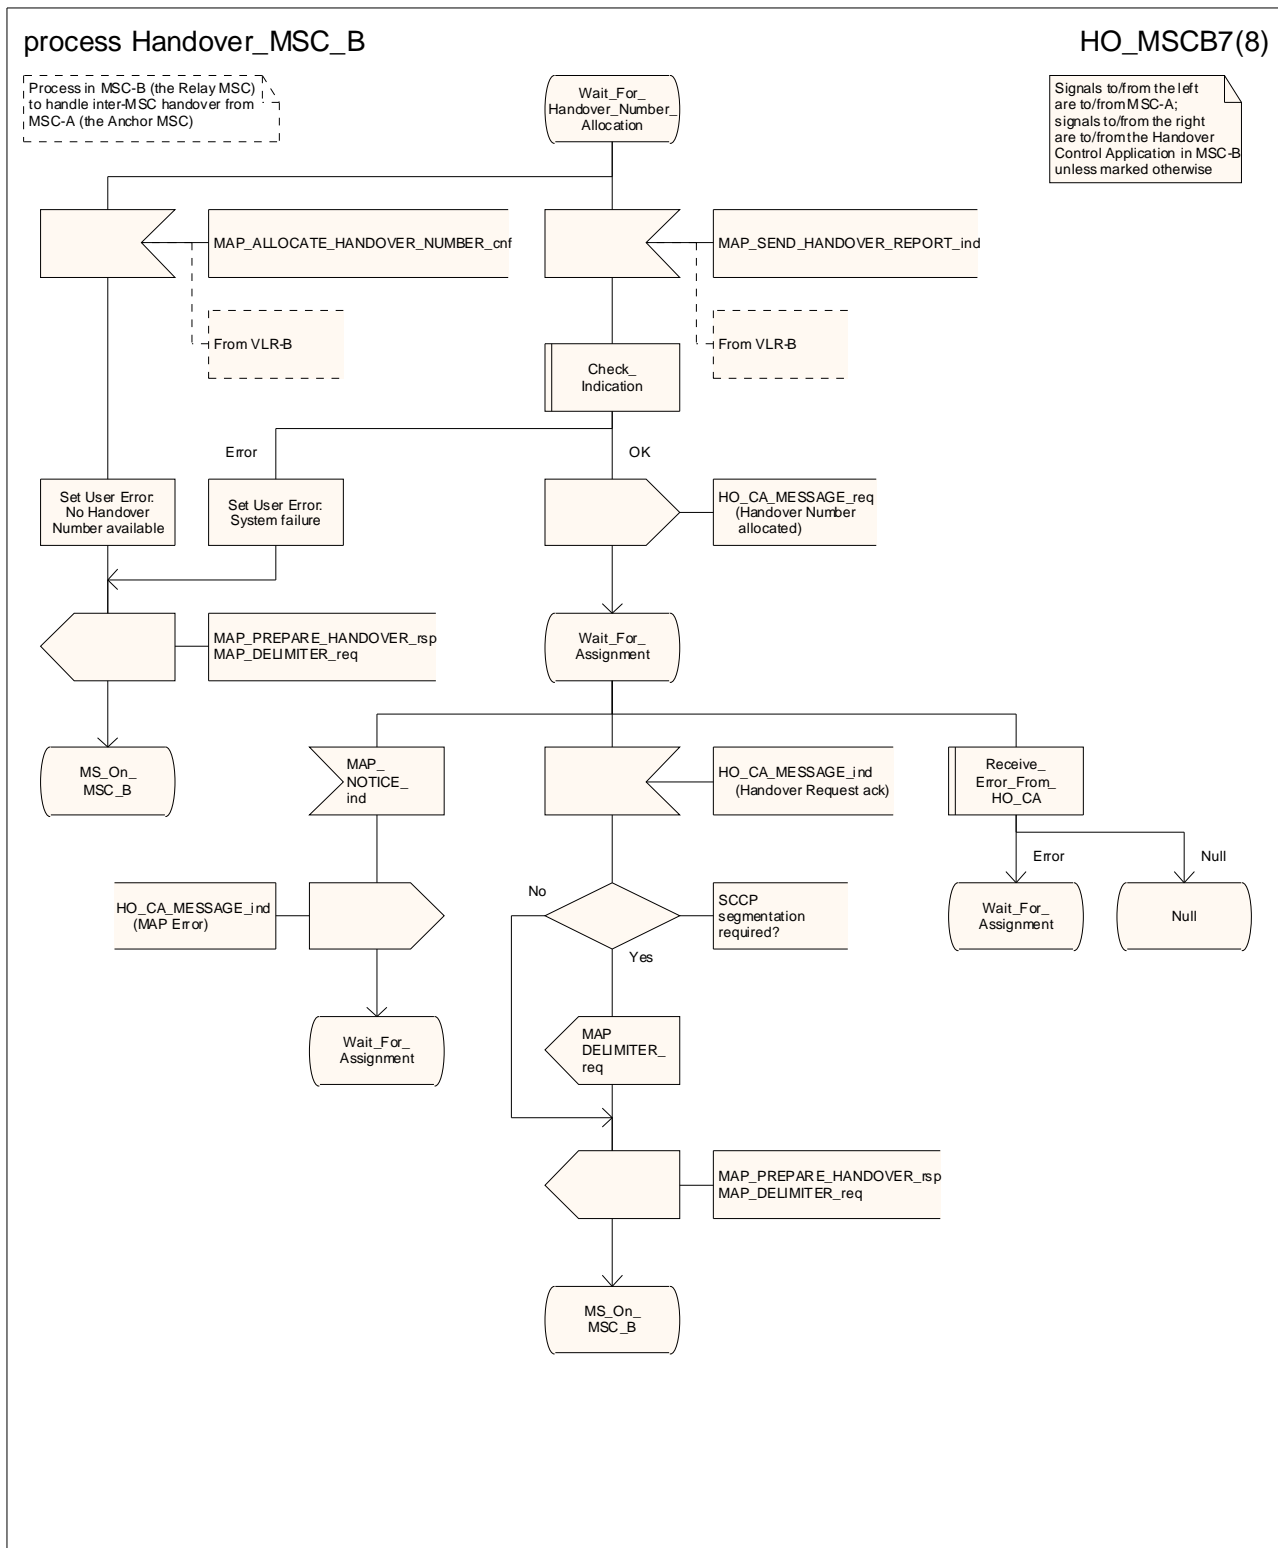 process Handover_MSC_B
HO_MSCB7(8)
Process in MSC-B (the Relay MSC)
to handle inter-MSC handover from
MSC-A (the Anchor MSC)
Wait_For_
Handover_Number_
Allocation
Signals to/from the left
are to/from MSC-A;
signals to/from the right
are to/from the Handover
Control Application in MSC-B
unless marked otherwise
MAP_ALLOCATE_HANDOVER_NUMBER_cnf
MAP_SEND_HANDOVER_REPORT_ind
From VLR-B
From VLR-B
Check_
Indication
Error
OK
Set User Error:
No Handover
Number available
Set User Error:
System failure
HO_CA_MESSAGE_req
(Handover Number
allocated)
MAP_PREPARE_HANDOVER_rsp
MAP_DELIMITER_req
Wait_For_
Assignment
MS_On_
MSC_B
MAP_
NOTICE_
ind
HO_CA_MESSAGE_ind
(Handover Request ack)
Receive_
Error_From_
HO_CA
Error
Null
HO_CA_MESSAGE_ind
(MAP Error)
No
SCCP
segmentation
required?
Yes
Wait_For_
Assignment
Null
Wait_For_
Assignment
MAP
DELIMITER_
req
MAP_PREPARE_HANDOVER_rsp
MAP_DELIMITER_req
MS_On_
MSC_B